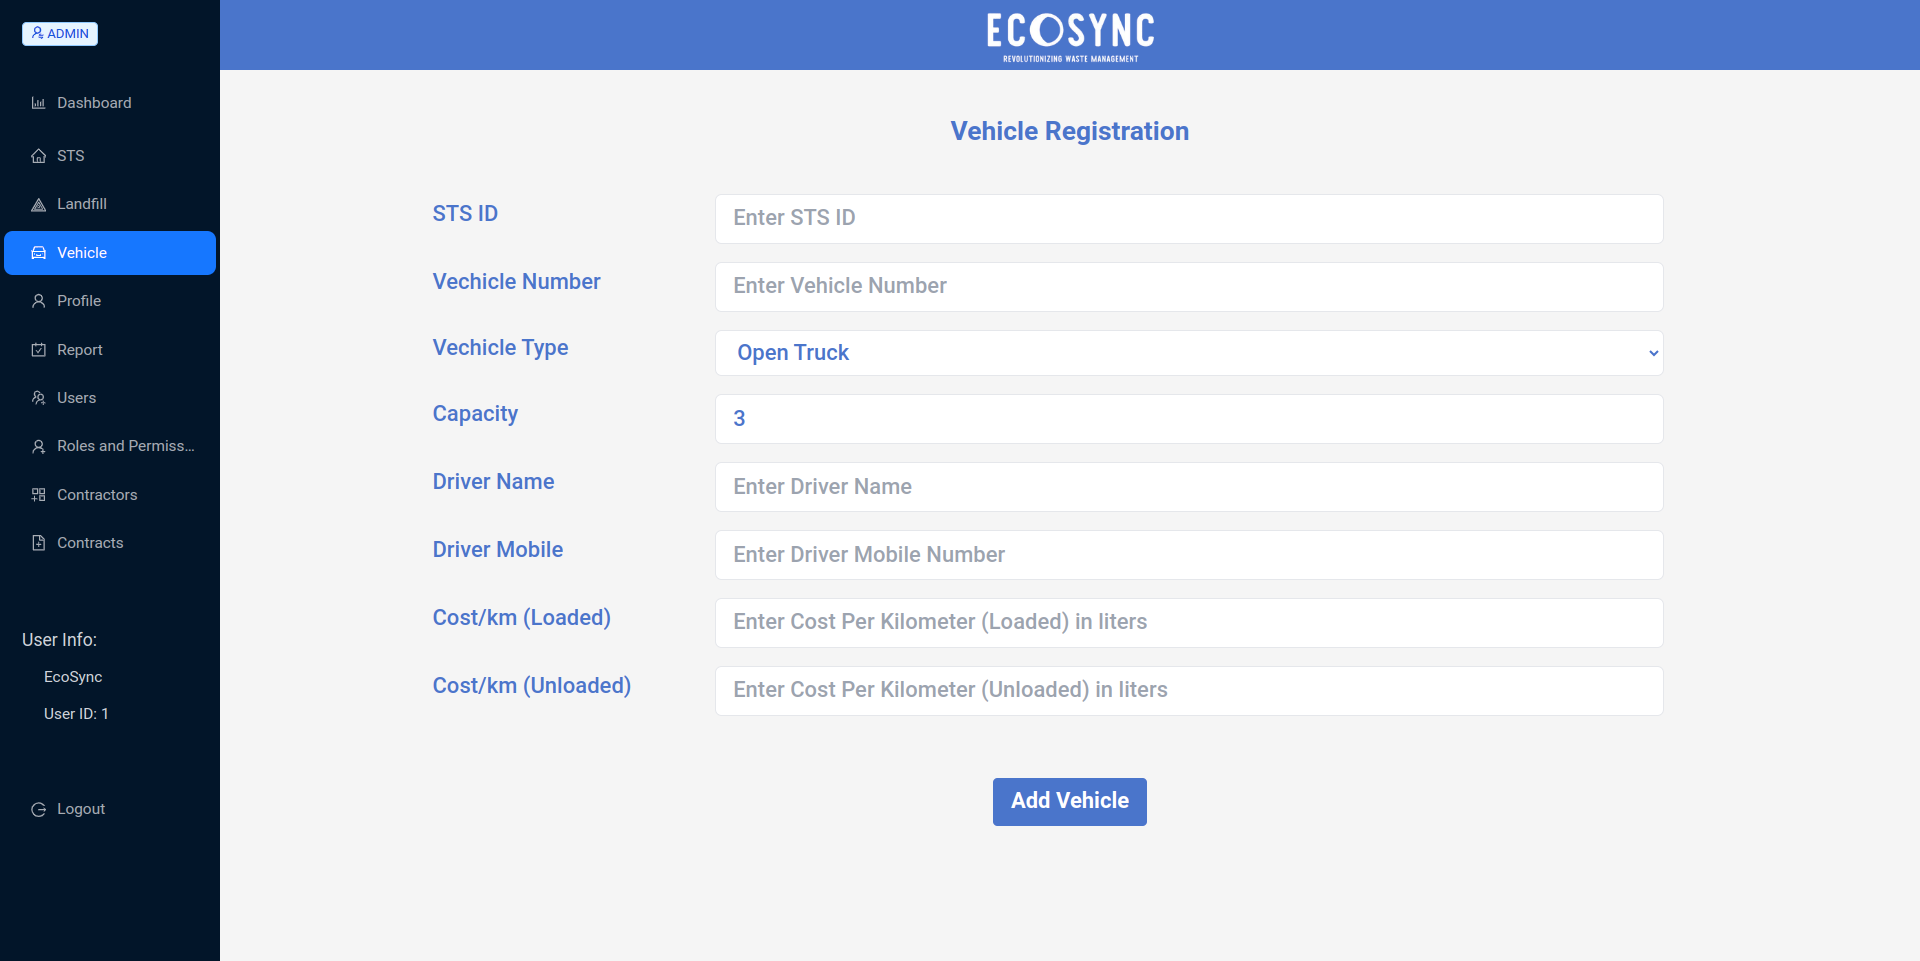 ADMIN
Dashboard
STS
Landfill
Vehicle
Profile
Report
Users
Roles and Permiss...
Contractors
Contracts
User Info:
EcoSync
User ID: 1
Logout
ECOSYNC
REVOLUTIONIZING WASTE MANAGEMENT
Vehicle Registration
STS ID
Enter STS ID
Vechicle Number
Enter Vehicle Number
Vechicle Type
Open Truck
Capacity
3
Driver Name
Enter Driver Name
Driver Mobile
Enter Driver Mobile Number
Cost/km (Loaded)
Enter Cost Per Kilometer (Loaded) in liters
Cost/km (Unloaded)
Enter Cost Per Kilometer (Unloaded) in liters
Add Vehicle